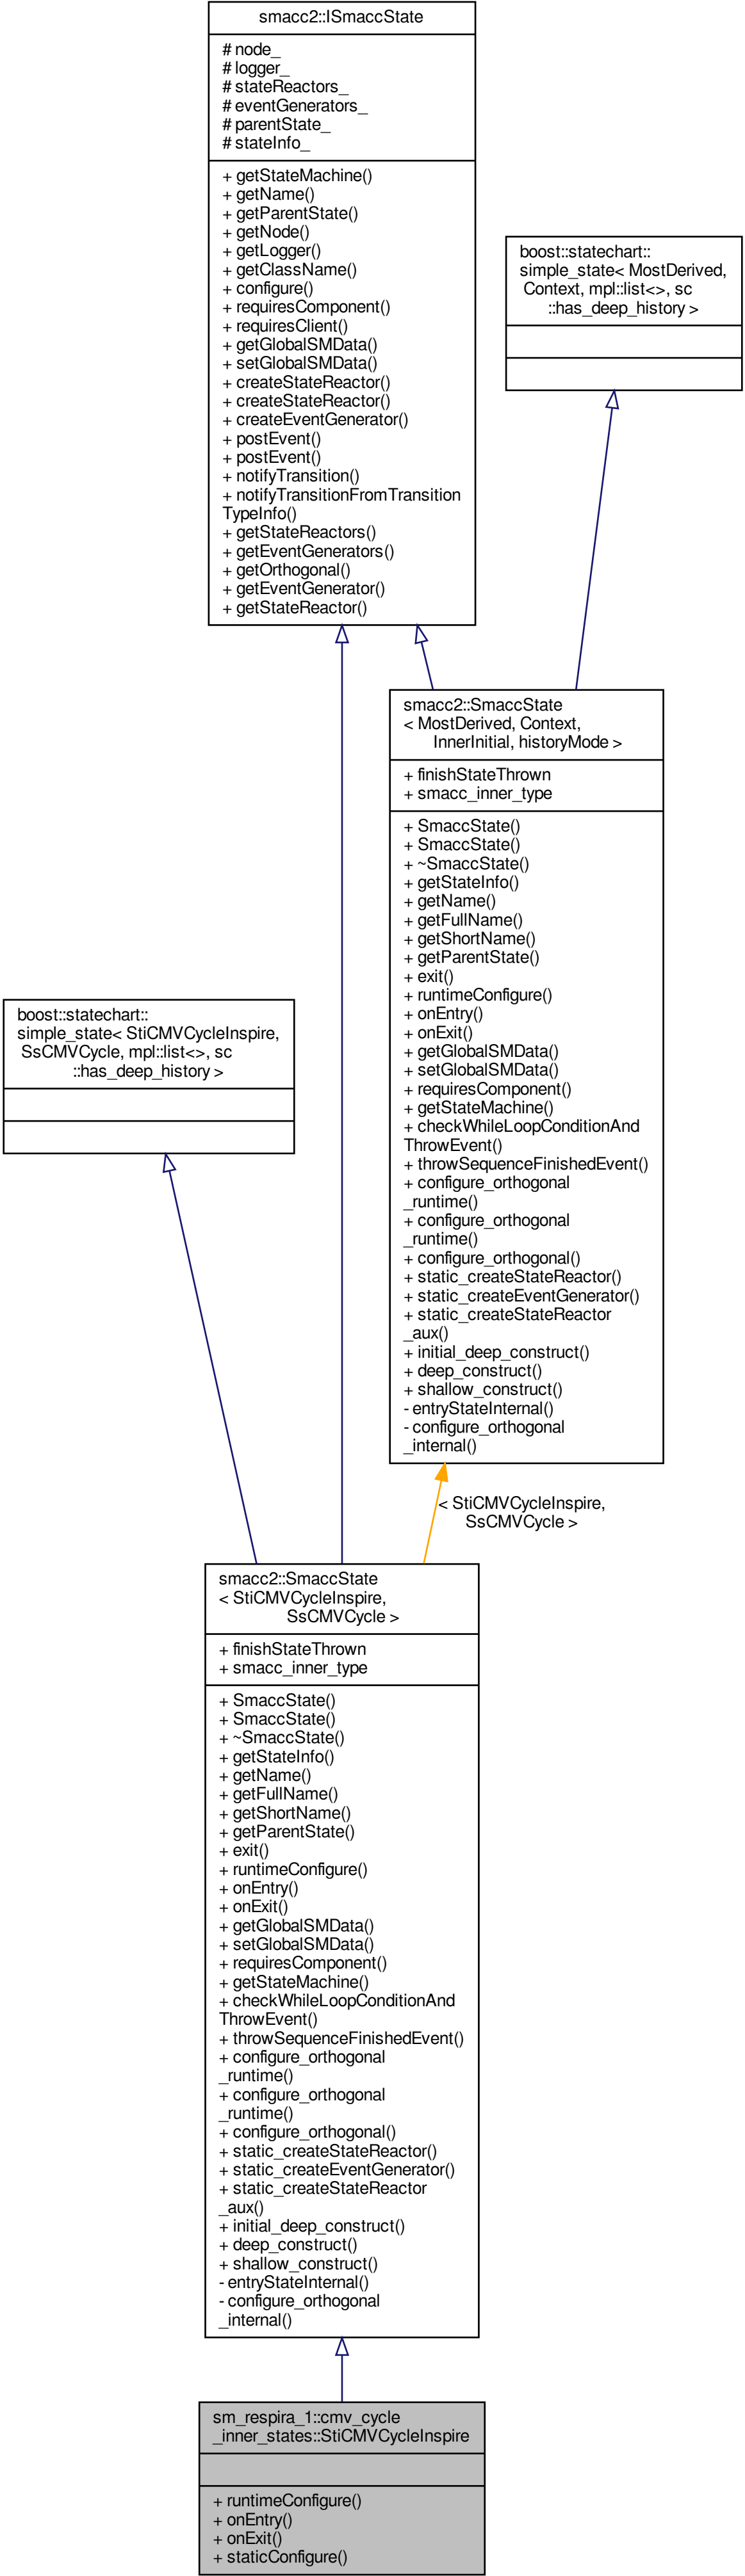 smacc2::ISmaccState
# node_
# logger_
# stateReactors_
# eventGenerators_
# parentState_
# stateInfo_
+ getStateMachine()
+ getName()
+ getParentState()
+ getNode()
+ getLogger()
+ getClassName()
+ configure()
+ requiresComponent()
+ requiresClient()
+ getGlobalSMData()
+ setGlobalSMData()
+ createStateReactor()
+ createStateReactor()
+ createEventGenerator()
+ postEvent()
+ postEvent()
+ notifyTransition()
+ notifyTransitionFromTransition
TypeInfo()
+ getStateReactors()
+ getEventGenerators()
+ getOrthogonal()
+ getEventGenerator()
+ getStateReactor()
boost::statechart::
simple_state< MostDerived,
Context, mpl::list<>, sc
::has_deep_history >
smacc2::SmaccState
< MostDerived, Context,
InnerInitial, historyMode >
+ finishStateThrown
+ smacc_inner_type
+ SmaccState()
+ SmaccState()
+ ~SmaccState()
+ getStateInfo()
+ getName()
+ getFullName()
+ getShortName()
+ getParentState()
+ exit()
+ runtimeConfigure()
+ onEntry()
+ onExit()
+ getGlobalSMData()
+ setGlobalSMData()
+ requiresComponent()
+ getStateMachine()
+ checkWhileLoopConditionAnd
ThrowEvent()
+ throwSequenceFinishedEvent()
+ configure_orthogonal
_runtime()
+ configure_orthogonal
_runtime()
+ configure_orthogonal()
+ static_createStateReactor()
+ static_createEventGenerator()
+ static_createStateReactor
_aux()
+ initial_deep_construct()
+ deep_construct()
+ shallow_construct()
- entryStateInternal()
- configure_orthogonal
_internal()
boost::statechart::
simple_state< StiCMVCycleInspire,
SsCMVCycle, mpl::list<>, sc
::has_deep_history >
< StiCMVCycleInspire,
SsCMVCycle >
smacc2::SmaccState
< StiCMVCycleInspire,
SsCMVCycle >
+ finishStateThrown
+ smacc_inner_type
+ SmaccState()
+ SmaccState()
+ ~SmaccState()
+ getStateInfo()
+ getName()
+ getFullName()
+ getShortName()
+ getParentState()
+ exit()
+ runtimeConfigure()
+ onEntry()
+ onExit()
+ getGlobalSMData()
+ setGlobalSMData()
+ requiresComponent()
+ getStateMachine()
+ checkWhileLoopConditionAnd
ThrowEvent()
+ throwSequenceFinishedEvent()
+ configure_orthogonal
_runtime()
+ configure_orthogonal
_runtime()
+ configure_orthogonal()
+ static_createStateReactor()
+ static_createEventGenerator()
+ static_createStateReactor
_aux()
+ initial_deep_construct()
+ deep_construct()
+ shallow_construct()
- entryStateInternal()
- configure_orthogonal
_internal()
sm_respira_1::cmv_cycle
_inner_states::StiCMVCycleInspire
+ runtimeConfigure()
+ onEntry()
+ onExit()
+ staticConfigure()